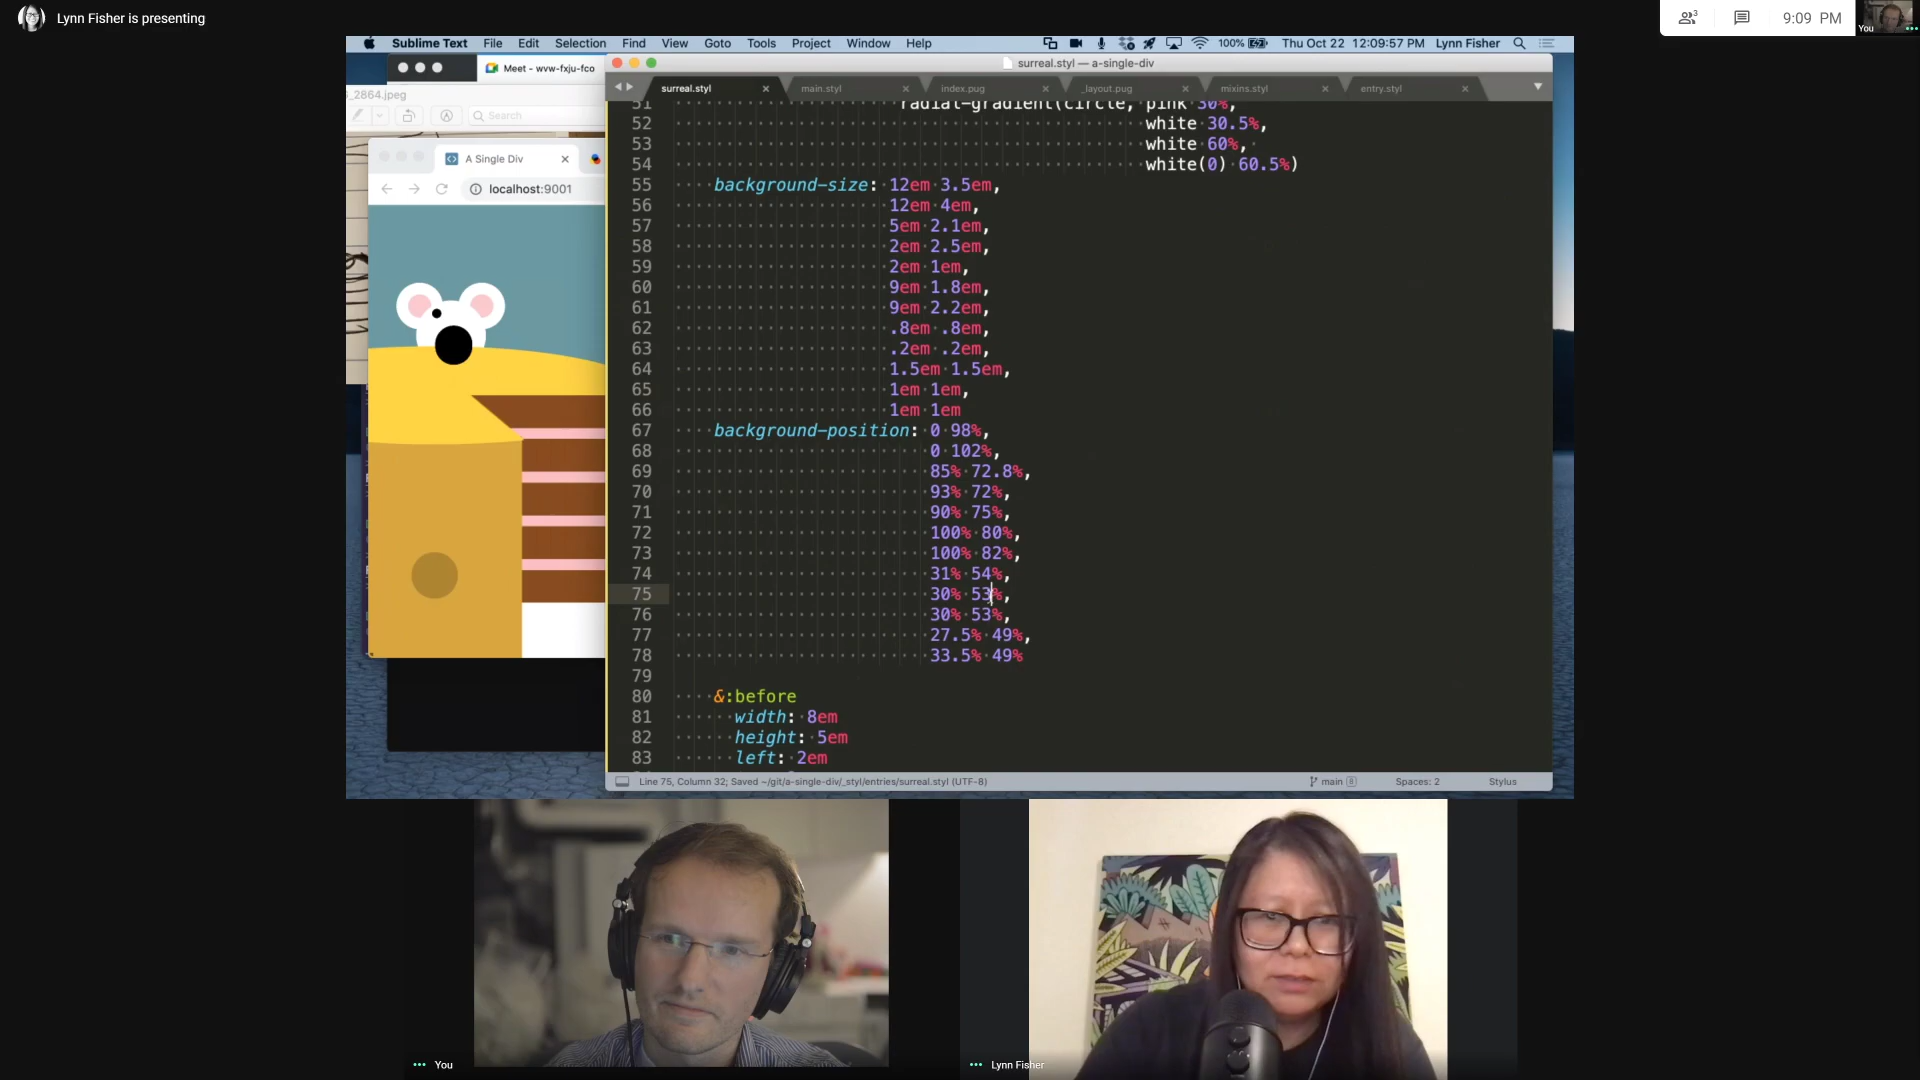 Lynn Fisher is presenting
3
9:09 PM
You
Sublime Text File Edit Selection Find View Goto Tools Project Window Help
100% Thu Oct 22 12:09:57 PM Lynn Fisher
Meet - wvw-fxju-fco
surreal.styl — a-single-div
_2864.jpeg
surreal.styl
main.styl
index.pug
_layout.pug
mixins.styl
entry.styl
Search
A Single Div
localhost:9001
51 radial-gradient(circle, pink 30%,
52 white 30.5%,
53 white 60%,
54 white(0) 60.5%)
55 background-size: 12em 3.5em,
56 12em 4em,
57 5em 2.1em,
58 2em 2.5em,
59 2em 1em,
60 9em 1.8em,
61 9em 2.2em,
62 .8em .8em,
63 .2em .2em,
64 1.5em 1.5em,
65 1em 1em,
66 1em 1em
67 background-position: 0 98%,
68 0 102%,
69 85% 72.8%,
70 93% 72%,
71 90% 75%,
72 100% 80%,
73 100% 82%,
74 31% 54%,
75 30% 53%,
76 30% 53%,
77 27.5% 49%,
78 33.5% 49%
79
80 &:before
81 width: 8em
82 height: 5em
83 left: 2em
Line 75, Column 32; Saved ~/git/a-single-div/_styl/entries/surreal.styl (UTF-8)
main 6
Spaces: 2
Stylus
You
Lynn Fisher